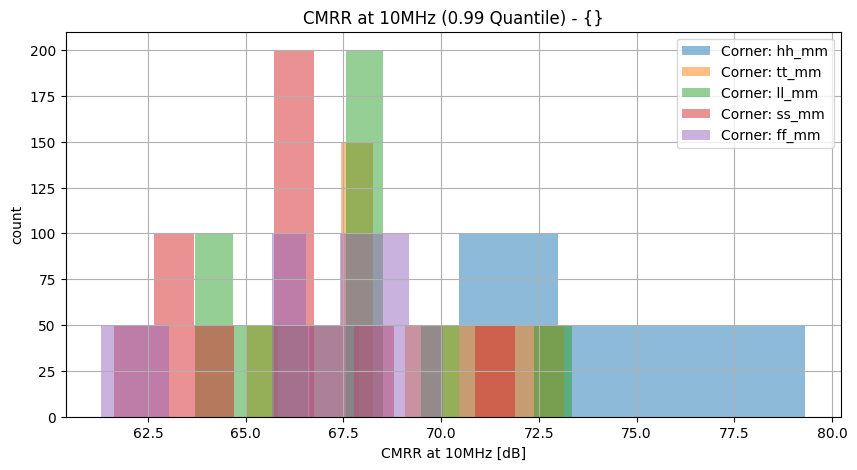 CMRR at 10MHz (0.99 Quantile) - {}
200
175
150
125
100
75
50
25
0
count
Corner: hh_mm
Corner: tt_mm
Corner: ll_mm
Corner: ss_mm
Corner: ff_mm
62.5 65.0 67.5 70.0 72.5 75.0 77.5 80.0
CMRR at 10MHz [dB]